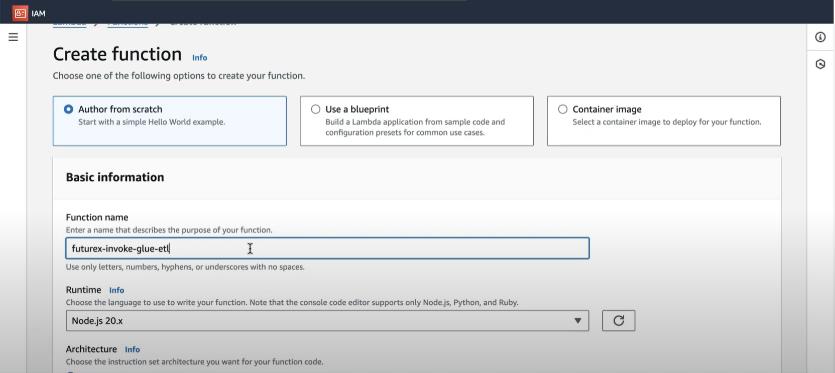 IAM
Lambda > Functions > Create function
Create function Info
Choose one of the following options to create your function.
Author from scratch
Start with a simple Hello World example.
Use a blueprint
Build a Lambda application from sample code and
configuration presets for common use cases.
Container image
Select a container image to deploy for your function.
Basic information
Function name
Enter a name that describes the purpose of your function.
futurex-invoke-glue-etl
Use only letters, numbers, hyphens, or underscores with no spaces.
Runtime Info
Choose the language to use to write your function. Note that the console code editor supports only Node.js, Python, and Ruby.
Node.js 20.x
Architecture Info
Choose the instruction set architecture you want for your function code.